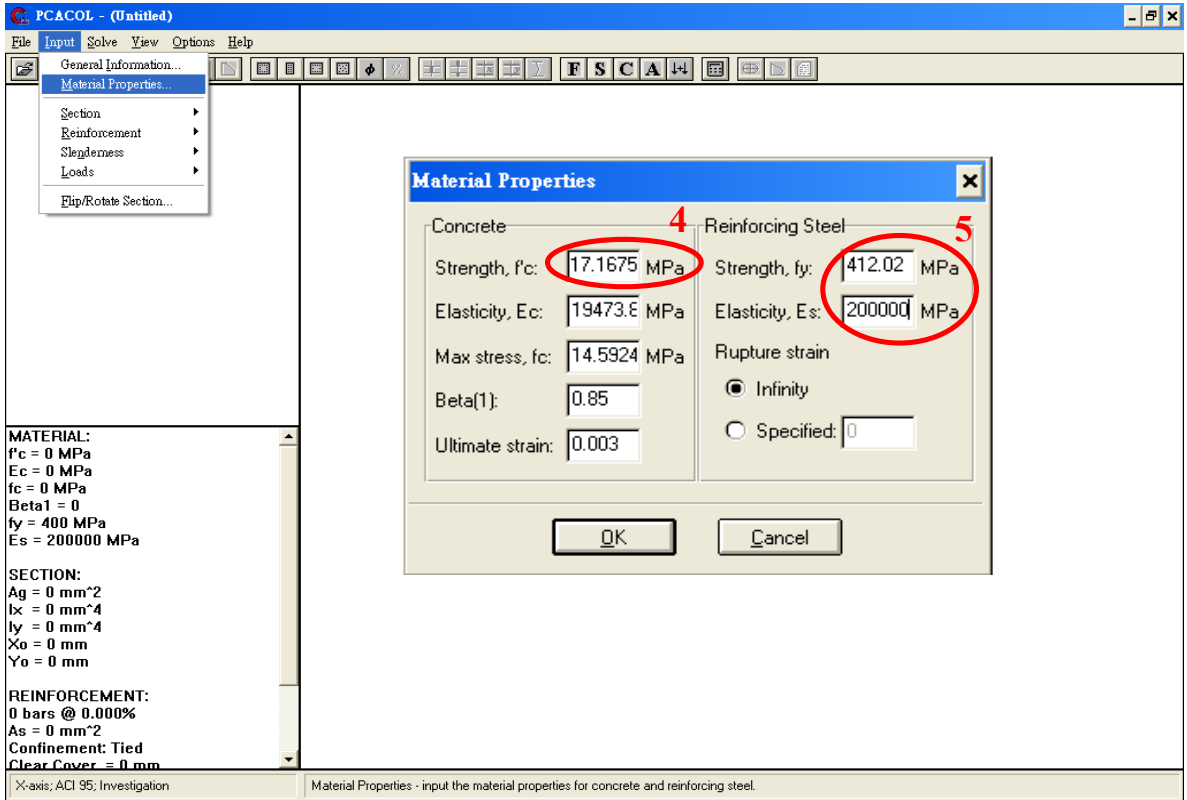 PCACOL - (Untitled)
File Input Solve View Options Help
F S C A
General Information...
Material Properties...
Section
Reinforcement
Slenderness
Loads
Flip/Rotate Section...
Material Properties
Concrete 4
Strength, f'c: 17.1675 MPa
Elasticity, Ec: 19473.8 MPa
Max stress, fc: 14.5924 MPa
Beta(1): 0.85
Ultimate strain: 0.003
Reinforcing Steel 5
Strength, fy: 412.02 MPa
Elasticity, Es: 200000 MPa
Rupture strain
Infinity
Specified: 0
OK Cancel
MATERIAL:
f'c = 0 MPa
Ec = 0 MPa
fc = 0 MPa
Beta1 = 0
fy = 400 MPa
Es = 200000 MPa
SECTION:
Ag = 0 mm^2
Ix = 0 mm^4
Iy = 0 mm^4
Xo = 0 mm
Yo = 0 mm
REINFORCEMENT:
0 bars @ 0.000%
As = 0 mm^2
Confinement: Tied
Clear Cover = 0 mm
X-axis; ACI 95; Investigation
Material Properties - input the material properties for concrete and reinforcing steel.